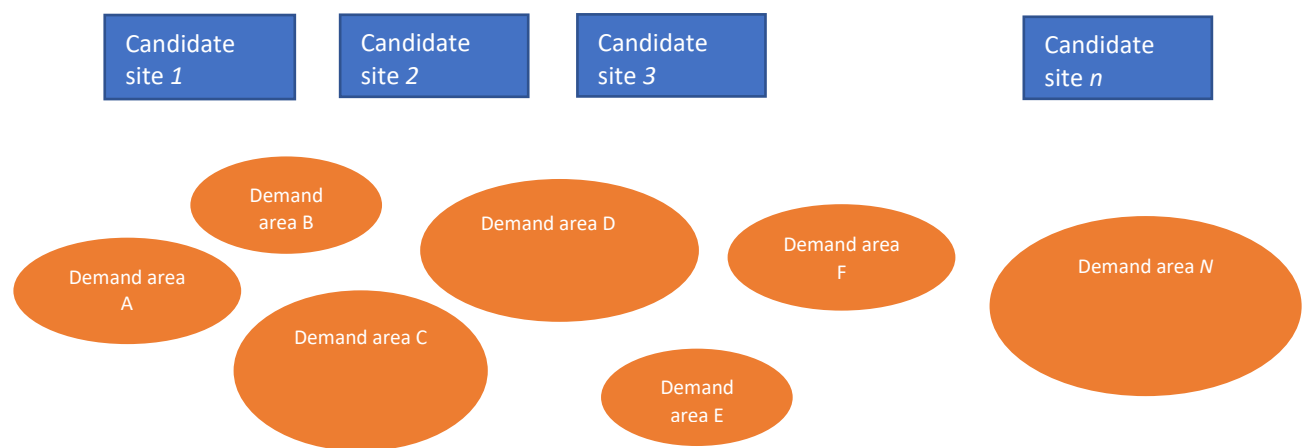 Candidate
site 1
Candidate
site 2
Candidate
site 3
Candidate
site n
Demand
area B
Demand area D
Demand area
F
Demand area N
Demand area
A
Demand area C
Demand
area E